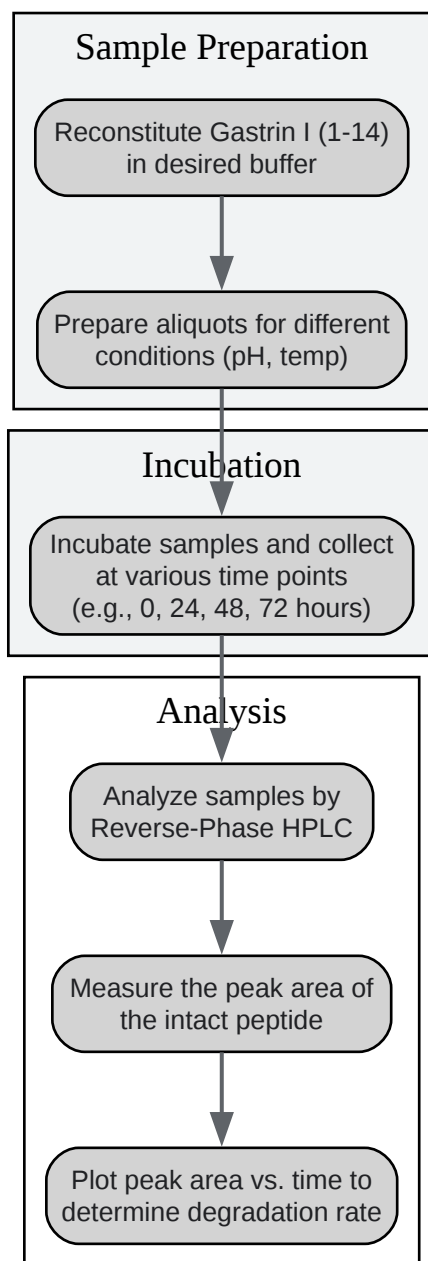 Sample Preparation
Reconstitute Gastrin I (1-14)
in desired buffer
Prepare aliquots for different
conditions (pH, temp)
Incubation
Incubate samples and collect
at various time points
(e.g., 0, 24, 48, 72 hours)
Analysis
Analyze samples by
Reverse-Phase HPLC
Measure the peak area of
the intact peptide
Plot peak area vs. time to
determine degradation rate